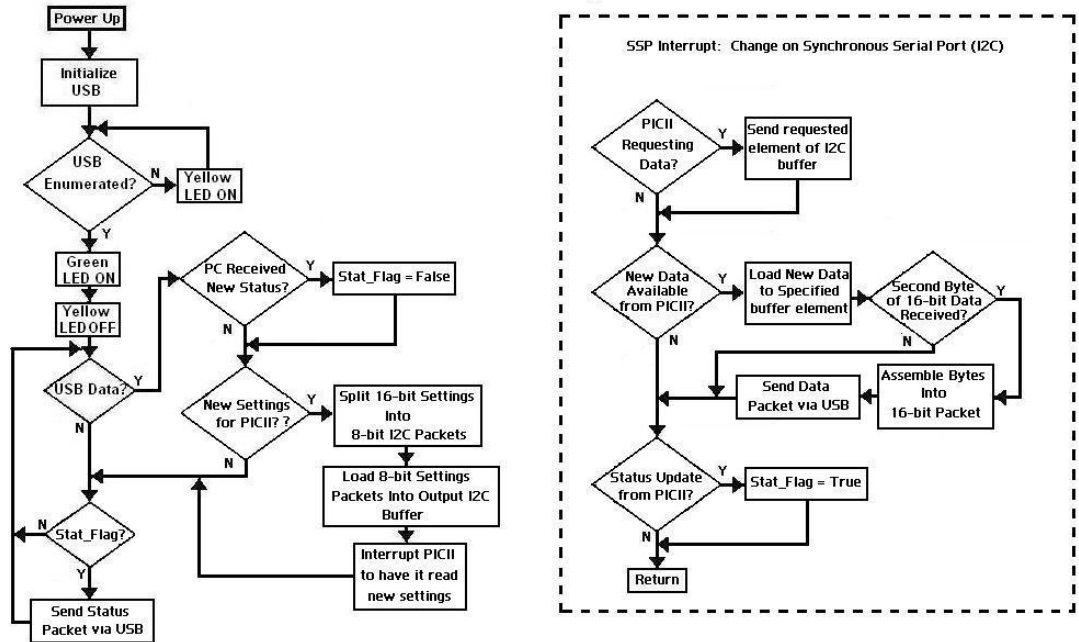 Power Up
Initialize
USB
USB
Enumerated?
N
Yellow
LED ON
Y
Green
LED ON
Yellow
LEDOFF
USB Data?
Y
N
PC Received
New Status?
Y
Stat_Flag = False
N
New Settings
for PICII? ?
Y
Split 16-bit Settings
Into
8-bit I2C Packets
N
Load 8-bit Settings
Packets Into Output I2C
Buffer
Interrupt PICII
to have it read
new settings
Stat_Flag?
N
Y
Send Status
Packet via USB
SSP Interrupt: Change on Synchronous Serial Port (I2C)
PICII
Requesting
Data?
Y
Send requested
element of I2C
buffer
N
New Data
Available
from PICII?
Y
Load New Data
to Specified
buffer element
Second Byte
of 16-bit Data
Received?
Y
N
N
Assemble Bytes
Into
16-bit Packet
Send Data
Packet via USB
Status Update
from PICII?
Y
Stat_Flag = True
N
Return